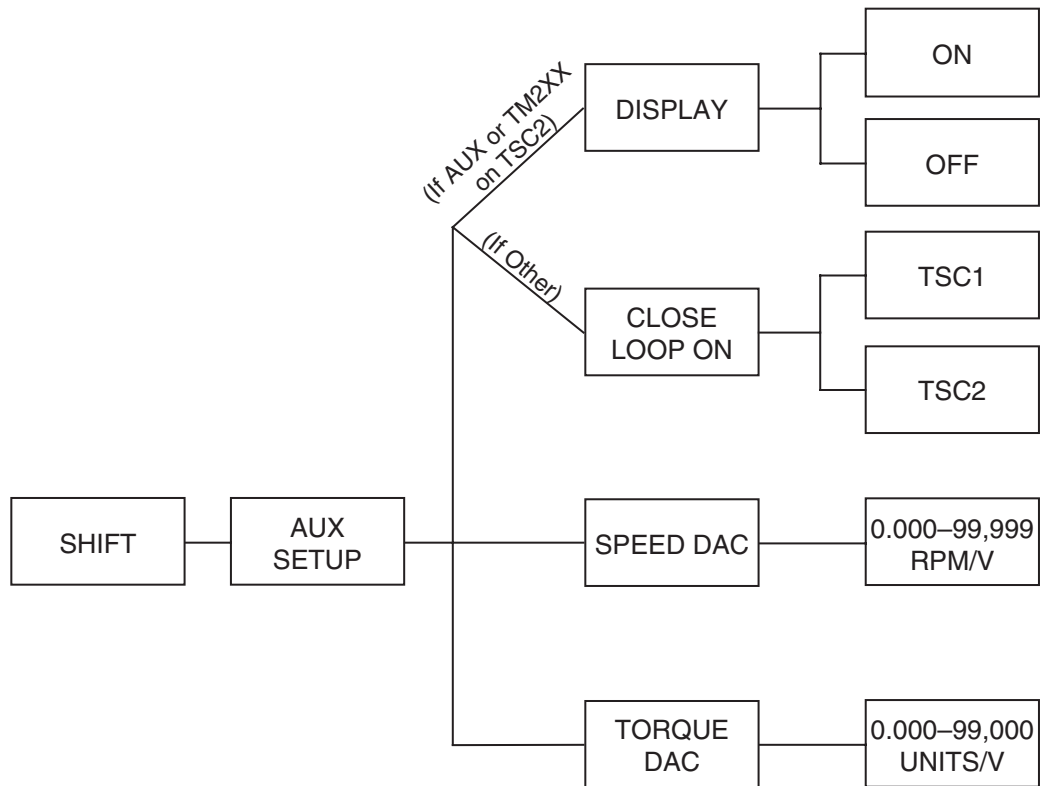 ON
(If AUX or TM2XX
on TSC2)
DISPLAY
OFF
(If Other)
TSC1
CLOSE
LOOP ON
TSC2
SHIFT
AUX
SETUP
SPEED DAC
0.000–99,999
RPM/V
TORQUE
DAC
0.000–99,000
UNITS/V